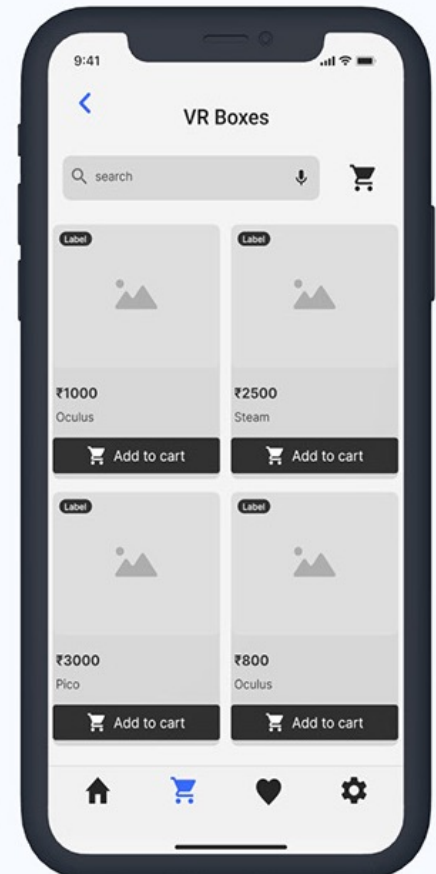 9:41
VR Boxes
search
Label
Label
₹1000
₹2500
Oculus
Steam
Add to cart
Add to cart
Label
Label
₹3000
₹800
Pico
Oculus
Add to cart
Add to cart